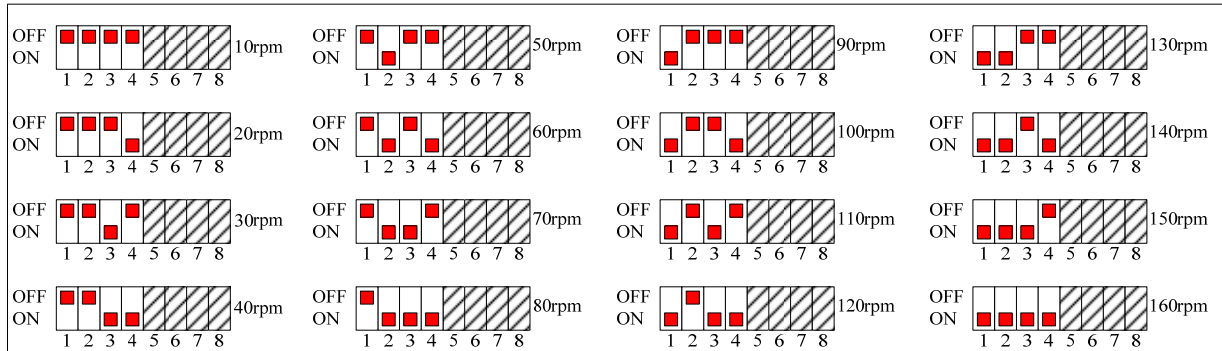 OFF OFF OFF OFF
10rpm 50rpm 90rpm 130rpm
ON ON ON ON
1 2 3 4 5 6 7 8 1 2 3 4 5 6 7 8 1 2 3 4 5 6 7 8 1 2 3 4 5 6 7 8
OFF OFF OFF OFF
20rpm 60rpm 100rpm 140rpm
ON ON ON ON
1 2 3 4 5 6 7 8 1 2 3 4 5 6 7 8 1 2 3 4 5 6 7 8 1 2 3 4 5 6 7 8
OFF OFF OFF OFF
30rpm 70rpm 110rpm 150rpm
ON ON ON ON
1 2 3 4 5 6 7 8 1 2 3 4 5 6 7 8 1 2 3 4 5 6 7 8 1 2 3 4 5 6 7 8
OFF OFF OFF OFF
40rpm 80rpm 120rpm 160rpm
ON ON ON ON
1 2 3 4 5 6 7 8 1 2 3 4 5 6 7 8 1 2 3 4 5 6 7 8 1 2 3 4 5 6 7 8